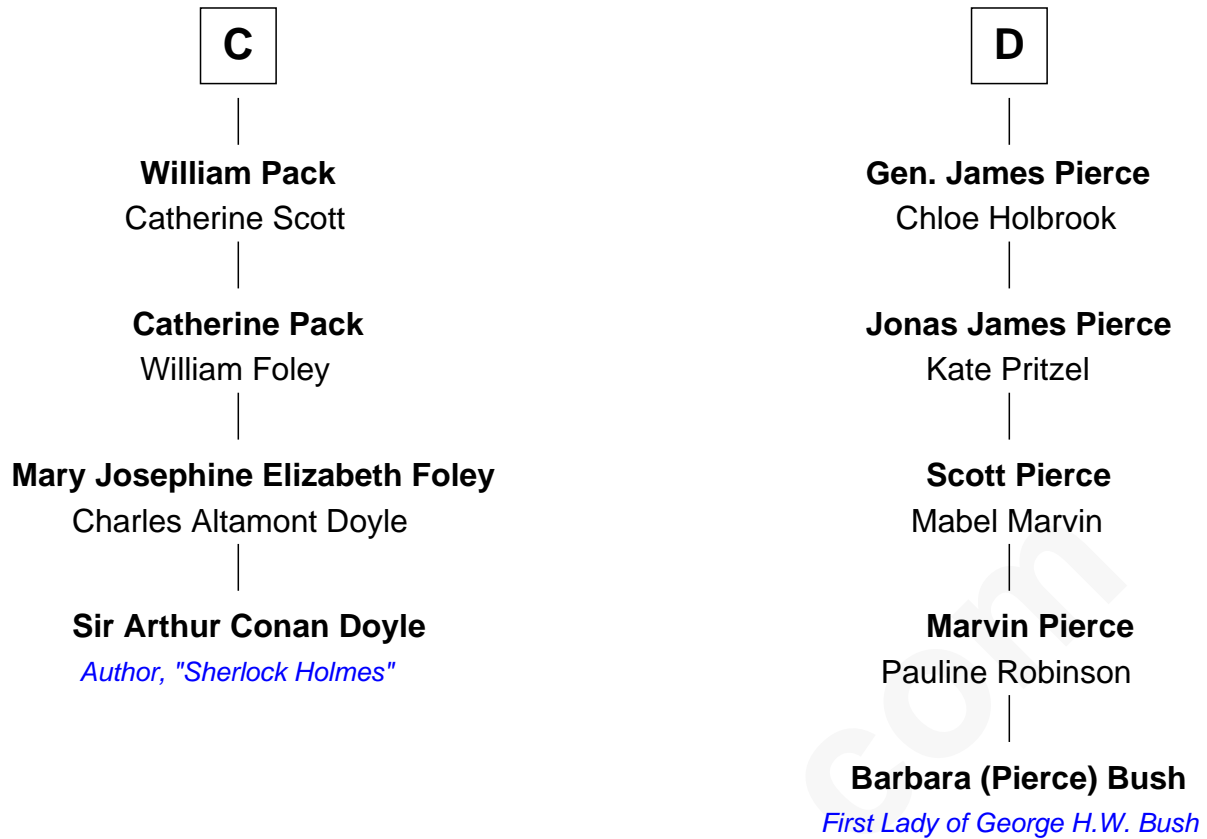 C
William Pack
Catherine Scott
Catherine Pack
William Foley
Mary Josephine Elizabeth Foley
Charles Altamont Doyle
Sir Arthur Conan Doyle
Author, "Sherlock Holmes"
D
Gen. James Pierce
Chloe Holbrook
Jonas James Pierce
Kate Pritzel
Scott Pierce
Mabel Marvin
Marvin Pierce
Pauline Robinson
Barbara (Pierce) Bush
First Lady of George H.W. Bush
com